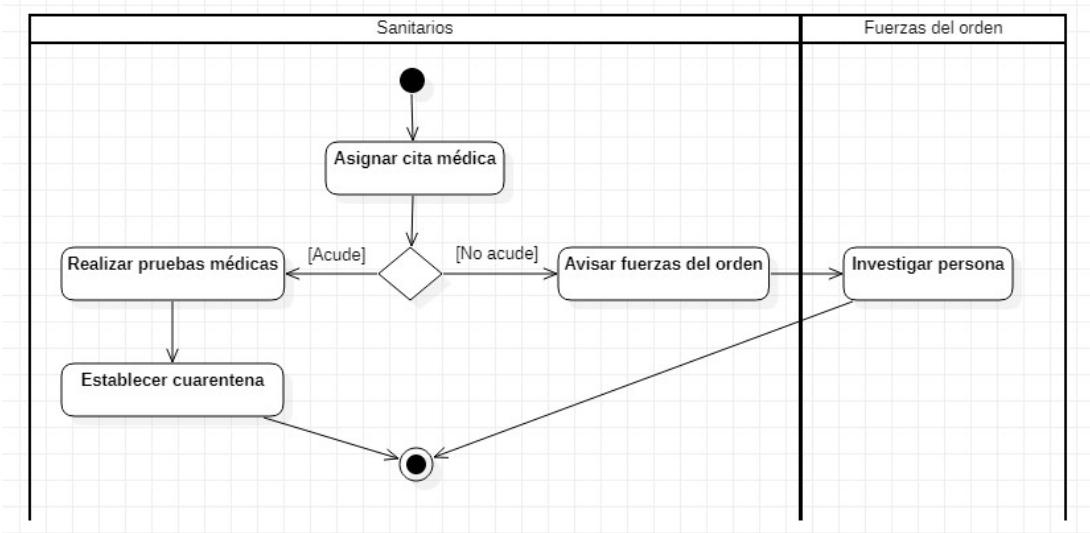 Sanitarios
Fuerzas del orden
Asignar cita médica
[Acude]
[No acude]
Realizar pruebas médicas
Avisar fuerzas del orden
Investigar persona
Establecer cuarentena